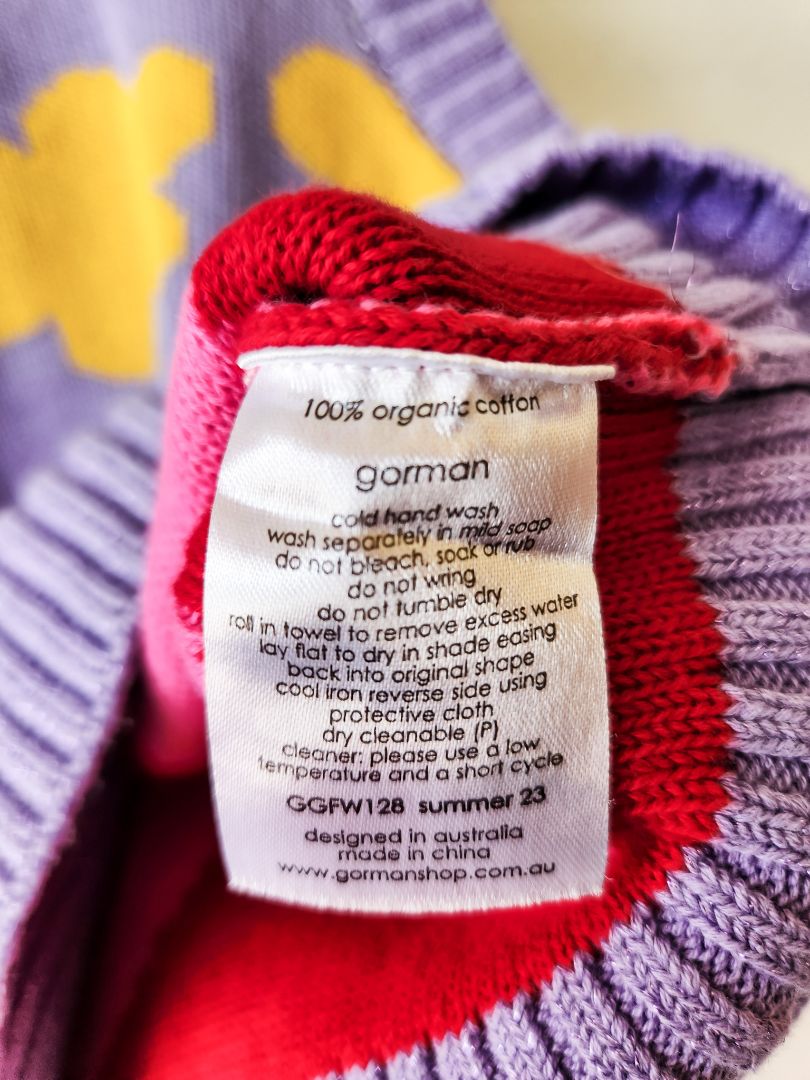 100% organic cotton
gorman
cold hand wash
wash separately in mild soap
do not bleach, soak or rub
do not wring
do not tumble dry
roll in towel to remove excess water
lay flat to dry in shade easing
back into original shape
cool iron reverse side using
protective cloth
dry cleanable (P)
cleaner: please use a low
temperature and a short cycle
GGFW128 summer 23
designed in australia
made in china
www.gormanshop.com.au